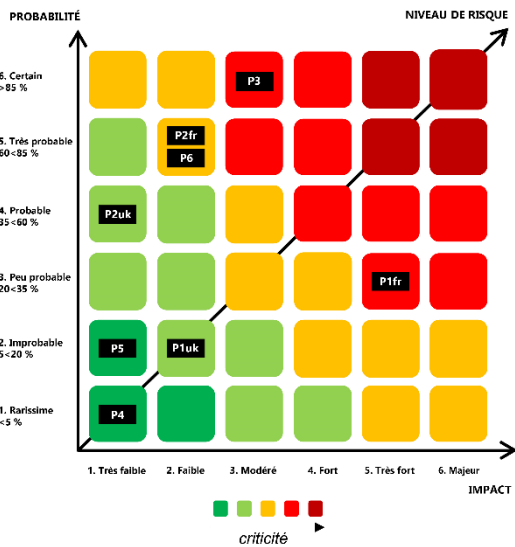 PROBABILITÉ
NIVEAU DE RISQUE
6. Certain
>85 %
P3
5. Très probable
60<85 %
P2fr
P6
4. Probable
35<60 %
P2uk
3. Peu probable
20<35 %
P1fr
2. Improbable
5<20 %
P5
P1uk
1. Rarissime
<5 %
P4
1. Très faible
2. Faible
3. Modéré
4. Fort
5. Très fort
6. Majeur
IMPACT
criticité